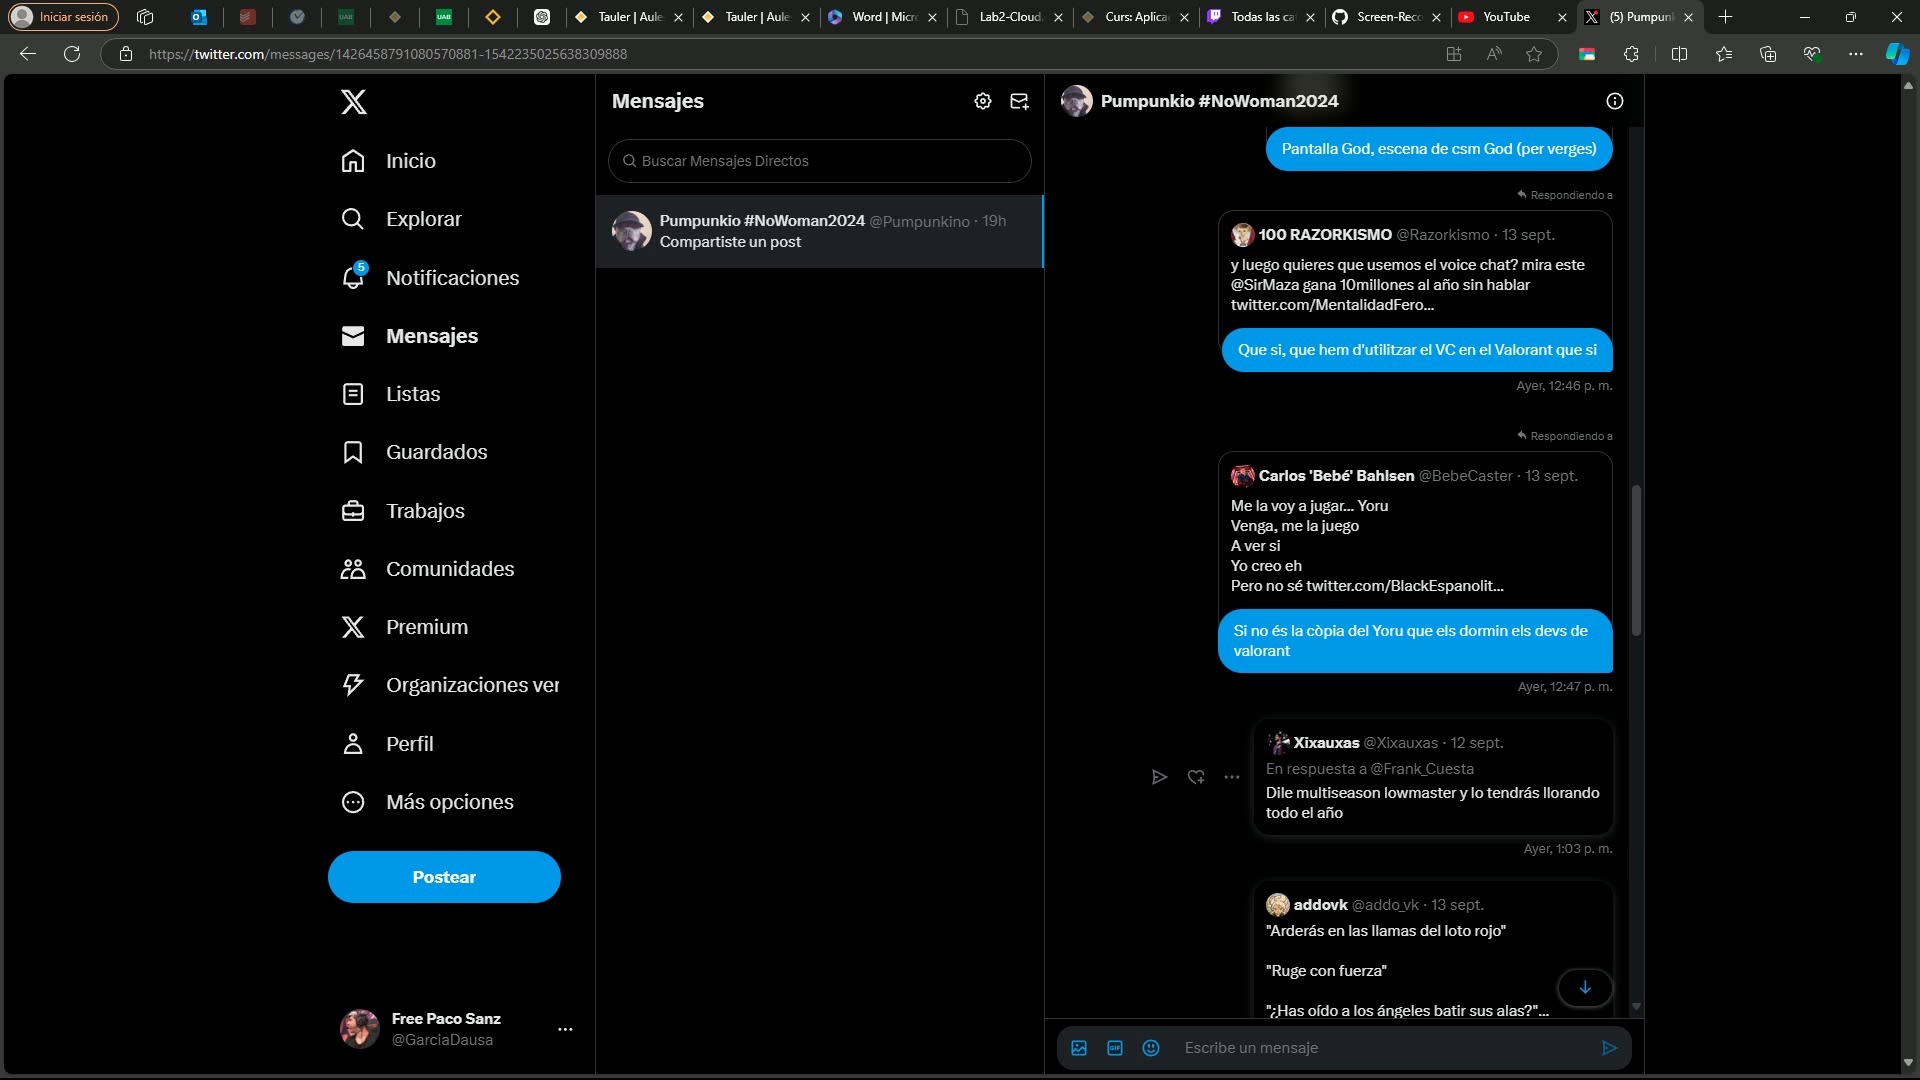 Iniciar sesión
Tauler | Aule
Tauler | Aule
Word | Micr
Lab2-Cloud.
Curs: Aplica
Todas las ca
Screen-Reco
YouTube
(5) Pumpun
https://twitter.com/messages/1426458791080570881-1542235025638309888
Inicio
Explorar
5
Notificaciones
Mensajes
Listas
Guardados
Trabajos
Comunidades
Premium
Organizaciones ver
Perfil
Más opciones
Postear
Free Paco Sanz
@GarciaDausa
Mensajes
Buscar Mensajes Directos
Pumpunkio #NoWoman2024 @Pumpunkino · 19h
Compartiste un post
Pumpunkio #NoWoman2024
Pantalla God, escena de csm God (per verges)
Respondiendo a
100 RAZORKISMO @Razorkismo · 13 sept.
y luego quieres que usemos el voice chat? mira este
@SirMaza gana 10millones al año sin hablar
twitter.com/MentalidadFero...
Que si, que hem d'utilitzar el VC en el Valorant que si
Ayer, 12:46 p. m.
Respondiendo a
Carlos 'Bebé' Bahlsen @BebeCaster · 13 sept.
Me la voy a jugar... Yoru
Venga, me la juego
A ver si
Yo creo eh
Pero no sé twitter.com/BlackEspanolit...
Si no és la còpia del Yoru que els dormin els devs de
valorant
Ayer, 12:47 p. m.
Xixauxas @Xixauxas · 12 sept.
En respuesta a @Frank_Cuesta
Dile multiseason lowmaster y lo tendrás llorando
todo el año
Ayer, 1:03 p. m.
addovk @addo_vk · 13 sept.
"Arderás en las llamas del loto rojo"
"Ruge con fuerza"
"¿Has oído a los ángeles batir sus alas?"...
GIF
Escribe un mensaje